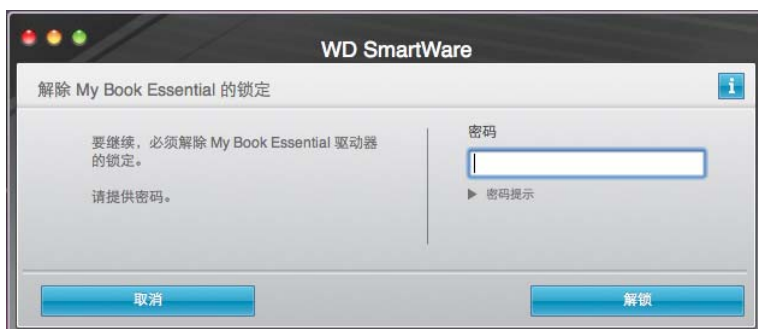 WD SmartWare
解除 My Book Essential 的锁定
i
要继续，必须解除 My Book Essential 驱动器
的锁定。
请提供密码。
密码
▶ 密码提示
取消
解锁